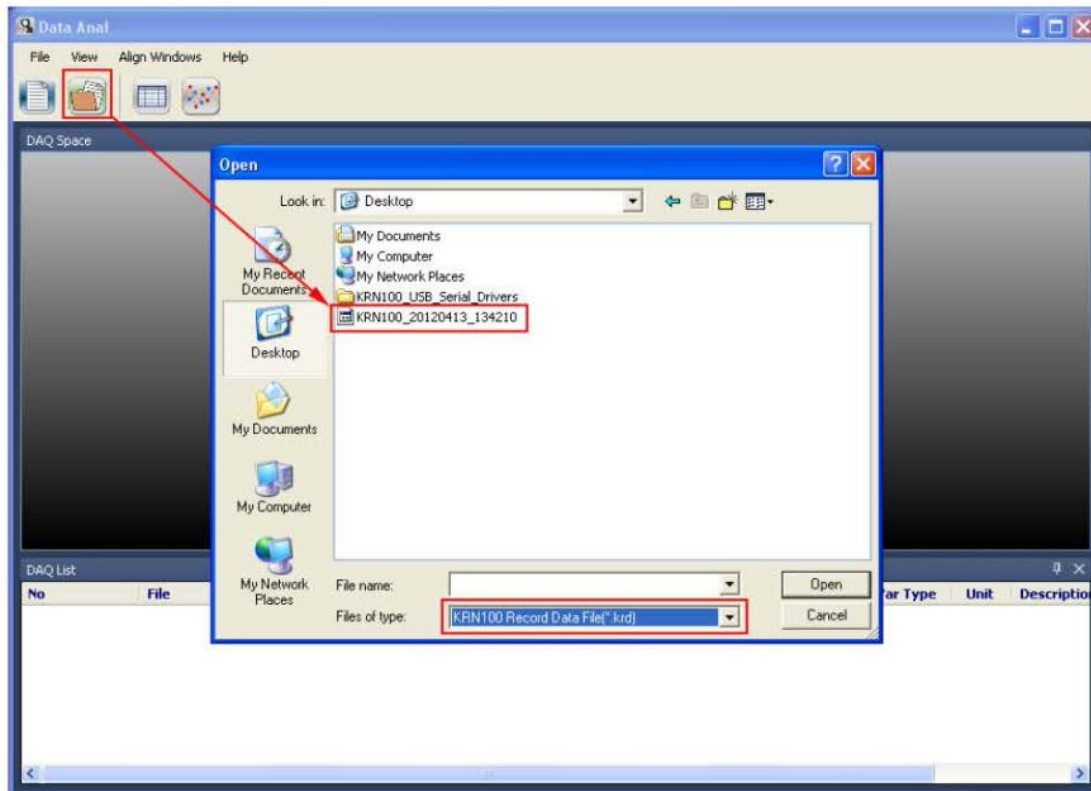 Data Anal
File View Align Windows Help
DAQ Space
Open
Look in: Desktop
My Documents
My Computer
My Network Places
KRN100_USB_Serial_Drivers
KRN100_20120413_134210
My Recent
Documents
Desktop
My Documents
My Computer
My Network
Places
File name: Open
Files of type: KRN100 Record Data File(*.krd) Cancel
DAQ List
No File Var Type Unit Description